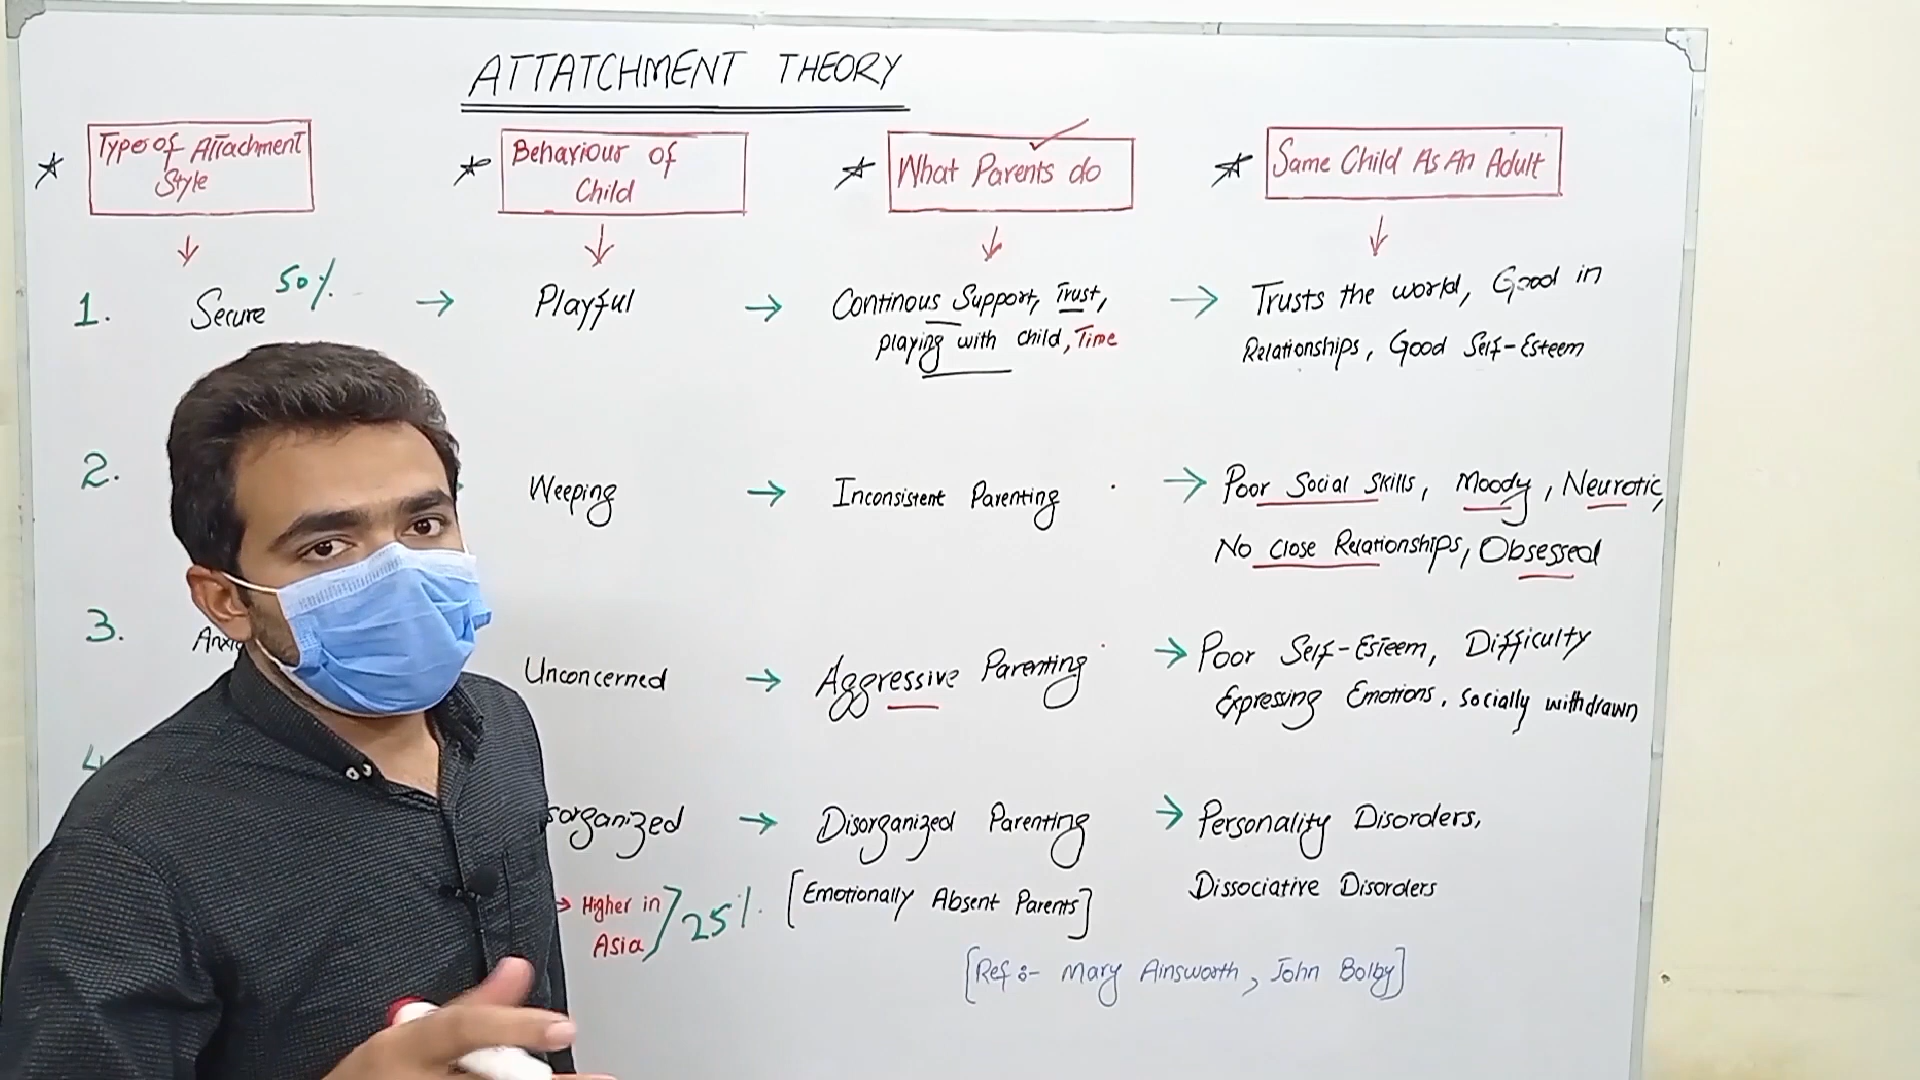 ATTATCHMENT THEORY
Types of Attachment
Style
Behaviour of
Child
What Parents do
Same Child As An Adult
1. Secure 50% → Playful → Continous Support, Trust, → Trusts the world, Good in
playing with child, Time
Relationships, Good Self-Esteem
2. Weeping → Inconsistent Parenting → Poor Social Skills, Moody, Neurotic,
No Close Relationships, Obsessed
3. Unconcerned → Aggressive Parenting → Poor Self-Esteem, Difficulty
Expressing Emotions, Socially withdrawn
4 → Disorganized Parenting → Personality Disorders,
[Emotionally Absent Parents]
Dissociative Disorders
→ Higher in
Asia] 25%.
[Ref :- Mary Ainsworth, John Bolby]